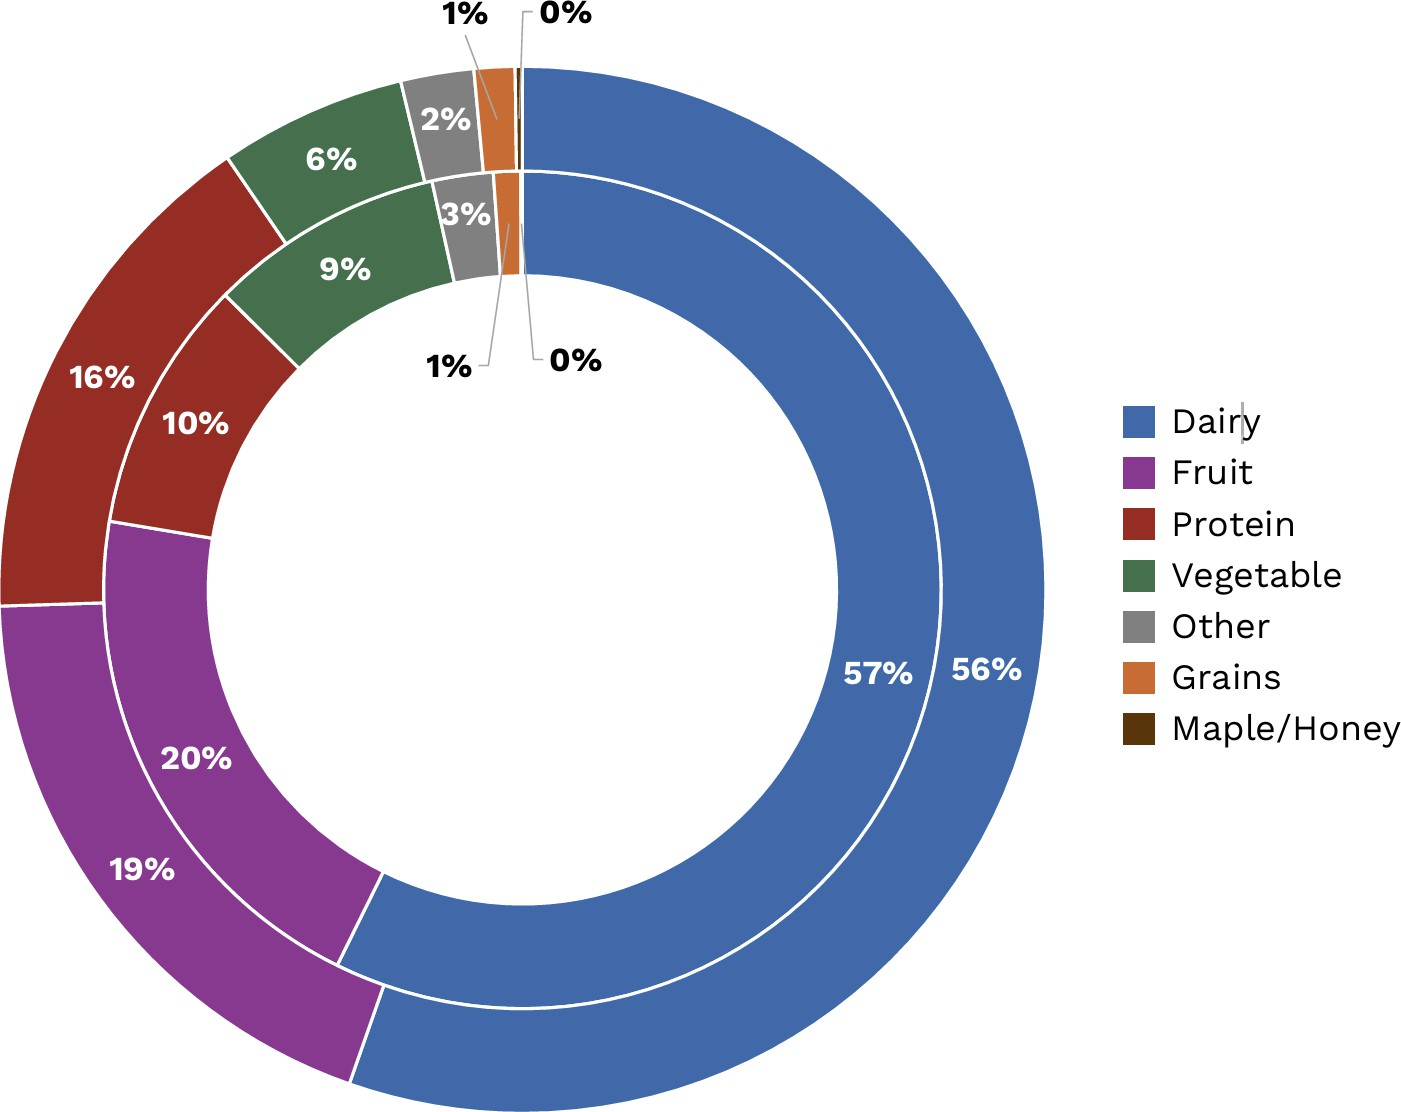 1%
0%
2%
6%
3%
9%
1%
0%
16%
10%
57%
56%
20%
19%
Dairy
Fruit
Protein
Vegetable
Other
Grains
Maple/Honey